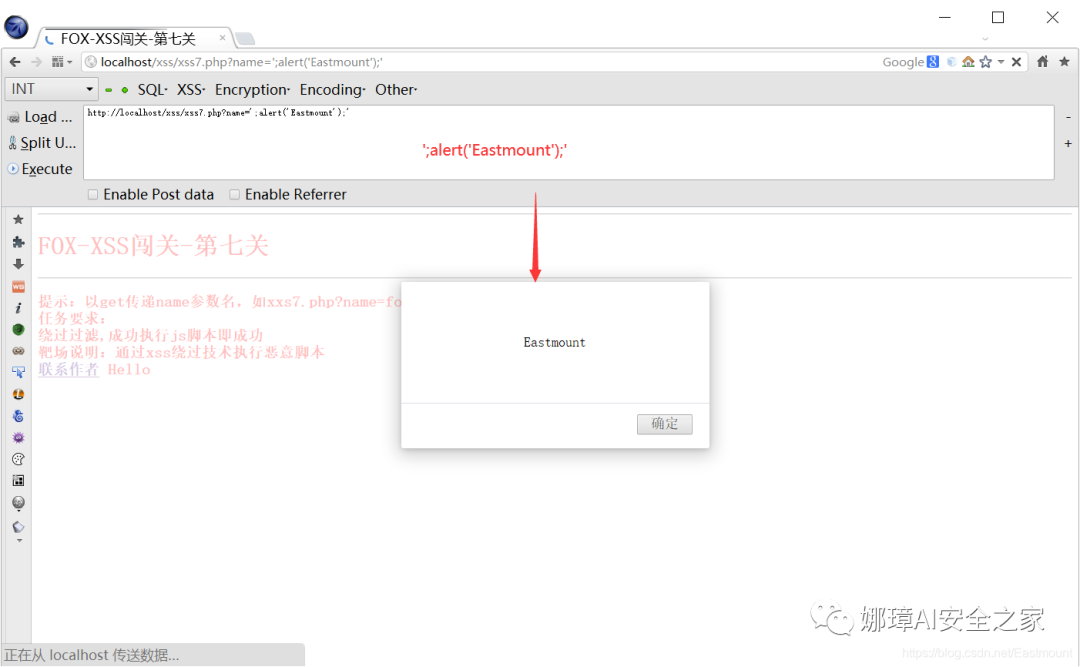 FOX-XSS闯关-第七关
localhost/xss/xss7.php?name=';alert('Eastmount');'
Google
INT SQL- XSS- Encryption- Encoding- Other-
Load ...
http://localhost/xss/xss7.php?name=';alert('Eastmount');'
Split U...
';alert('Eastmount');'
Execute
Enable Post data Enable Referrer
FOX-XSS闯关-第七关
提示: 以get传递name参数名，如xxs7.php?name=fo
任务要求:
绕过过滤,成功执行js脚本即成功
靶场说明: 通过xss绕过技术执行恶意脚本
联系作者 Hello
Eastmount
确定
娜璋AI安全之家
https://blog.csdn.net/Eastmount
正在从 localhost 传送数据...